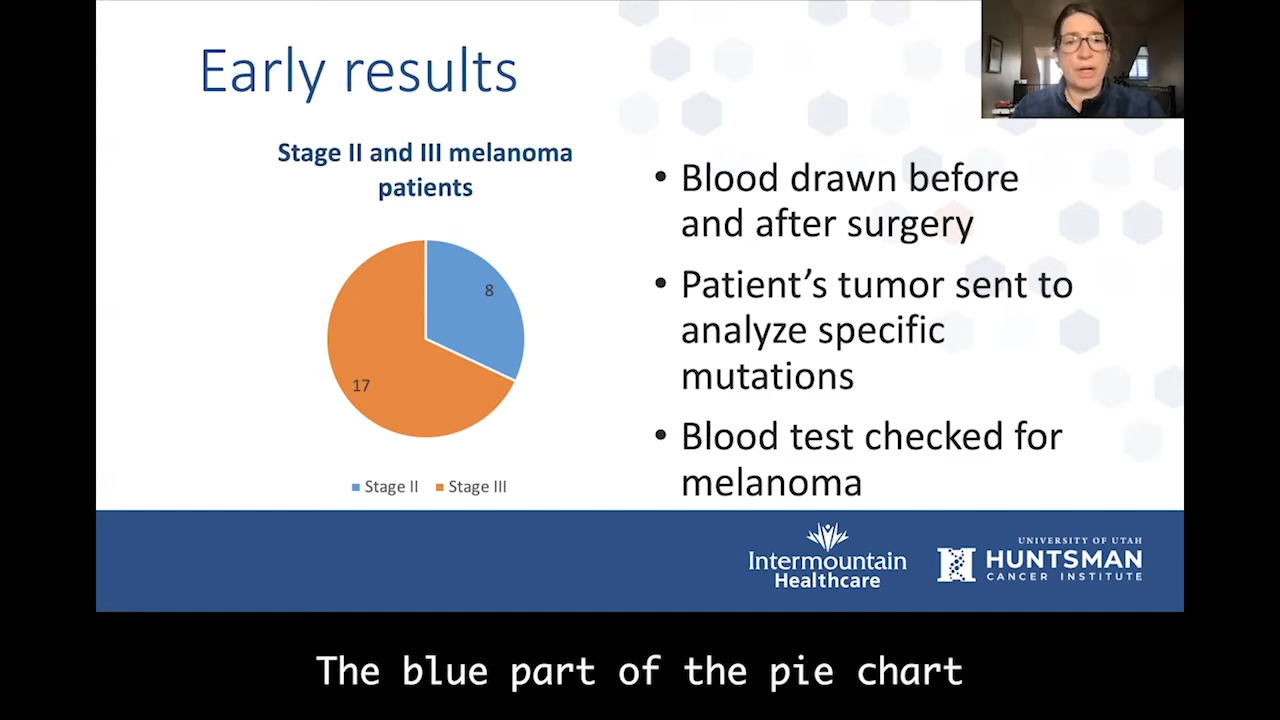 Early results
Stage II and III melanoma
patients
8
17
Stage II
Stage III
• Blood drawn before
and after surgery
• Patient’s tumor sent to
analyze specific
mutations
• Blood test checked for
melanoma
Intermountain
Healthcare
UNIVERSITY OF UTAH
HUNTSMAN
CANCER INSTITUTE
The blue part of the pie chart